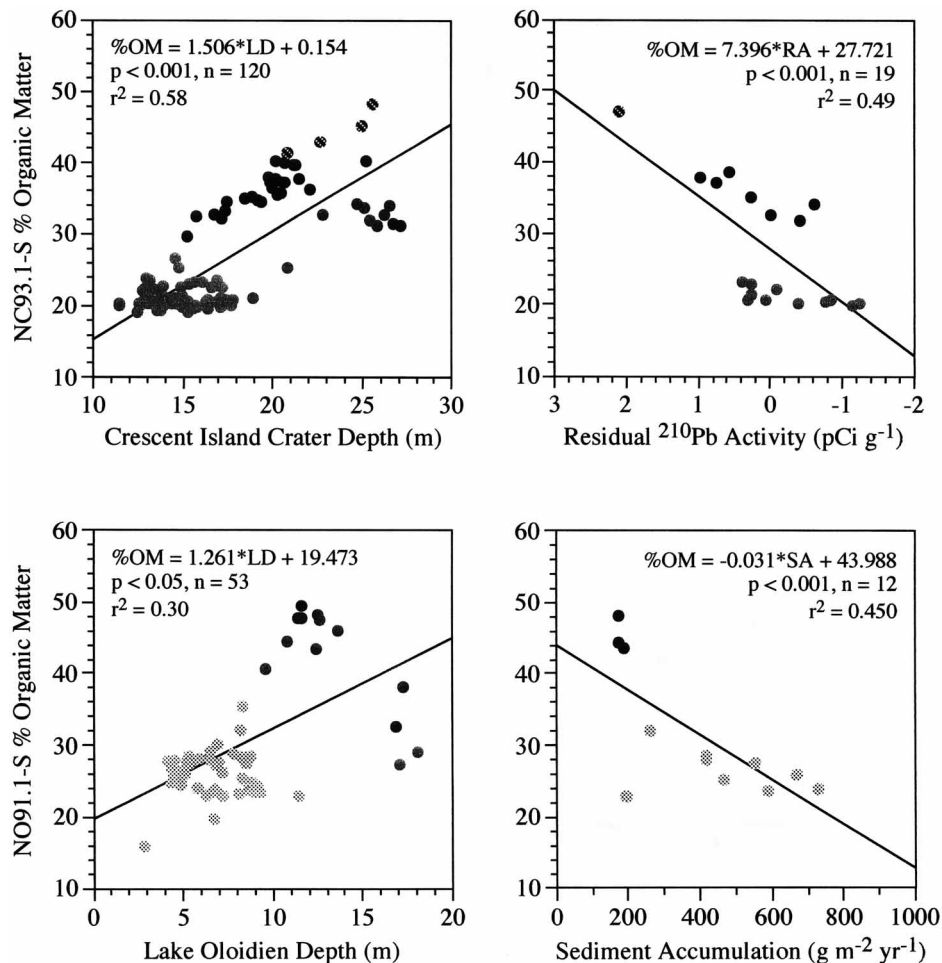 60
50
40
30
20
10
NC93.1-S % Organic Matter
%OM = 1.506*LD + 0.154
p < 0.001, n = 120
r² = 0.58
10 15 20 25 30
Crescent Island Crater Depth (m)
60
50
40
30
20
10
%OM = 7.396*RA + 27.721
p < 0.001, n = 19
r² = 0.49
3 2 1 0 -1 -2
Residual ²¹⁰Pb Activity (pCi g⁻¹)
60
50
40
30
20
10
NO91.1-S % Organic Matter
%OM = 1.261*LD + 19.473
p < 0.05, n = 53
r² = 0.30
0 5 10 15 20
Lake Oloidien Depth (m)
60
50
40
30
20
10
%OM = -0.031*SA + 43.988
p < 0.001, n = 12
r² = 0.450
0 200 400 600 800 1000
Sediment Accumulation (g m⁻² yr⁻¹)